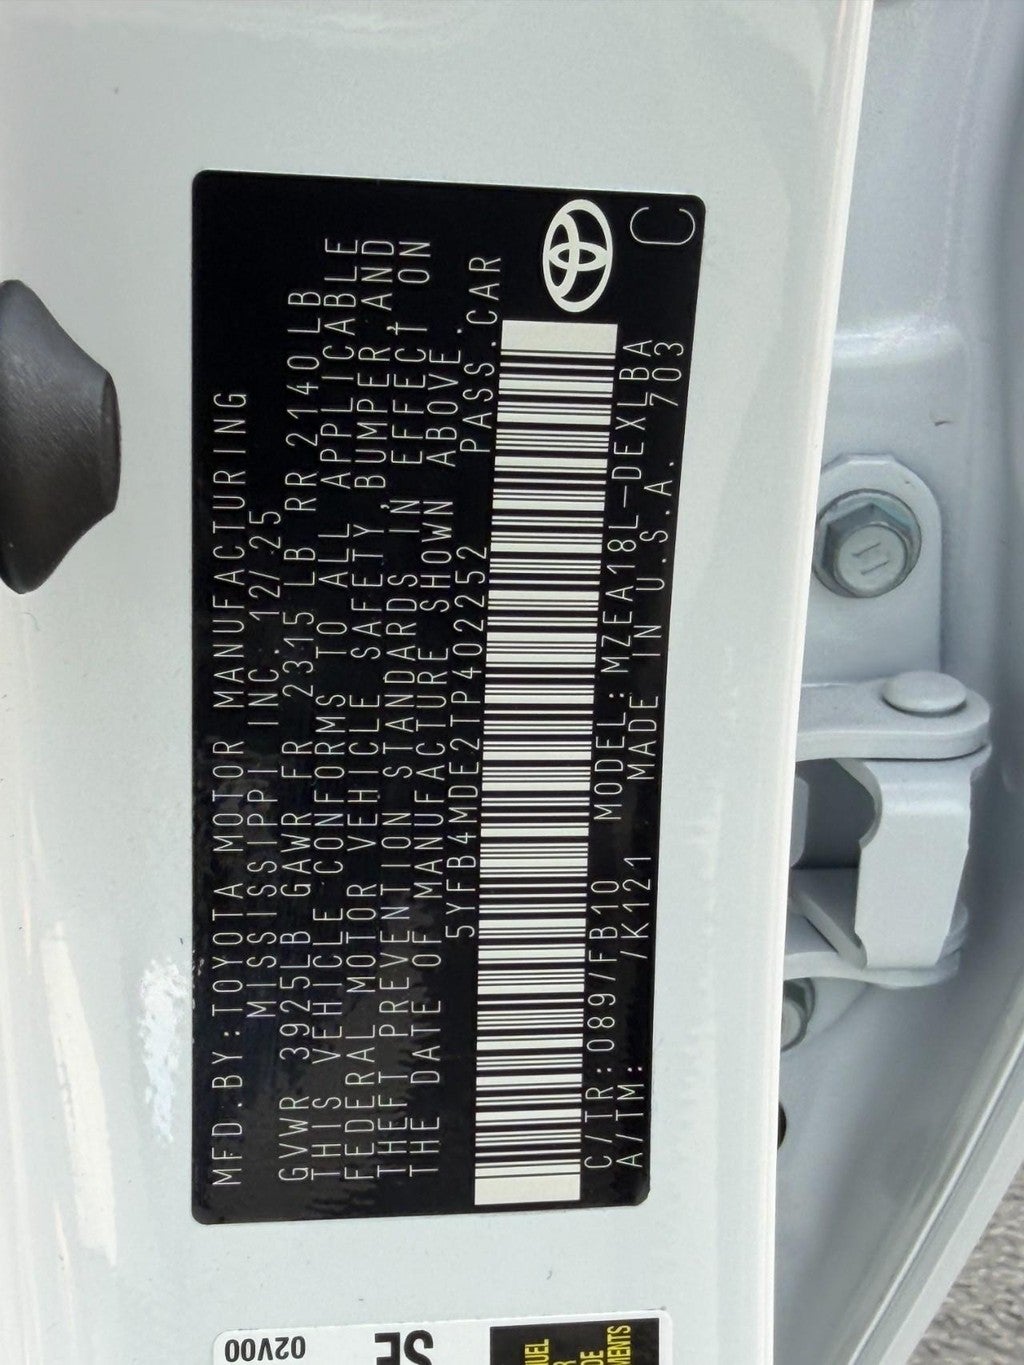 MFD.BY:TOYOTA MOTOR MANUFACTURING
MISSISSIPPI INC. 12/25
GVWR 3925LB GAWR FR 2315 LB RR 2140LB
THIS VEHICLE CONFORMS TO ALL APPLICABLE
FEDERAL MOTOR VEHICLE SAFETY, BUMPER, AND
THEFT PREVENTION STANDARDS IN EFFECT ON
THE DATE OF MANUFACTURE SHOWN ABOVE.
5YFB4MDE2TP402252 PASS.CAR
C/TR:089/FB10 MODEL:MZEA18L-DEXLBA
A/TM: /K121 MADE IN U.S.A. 703
C
02V00
SE